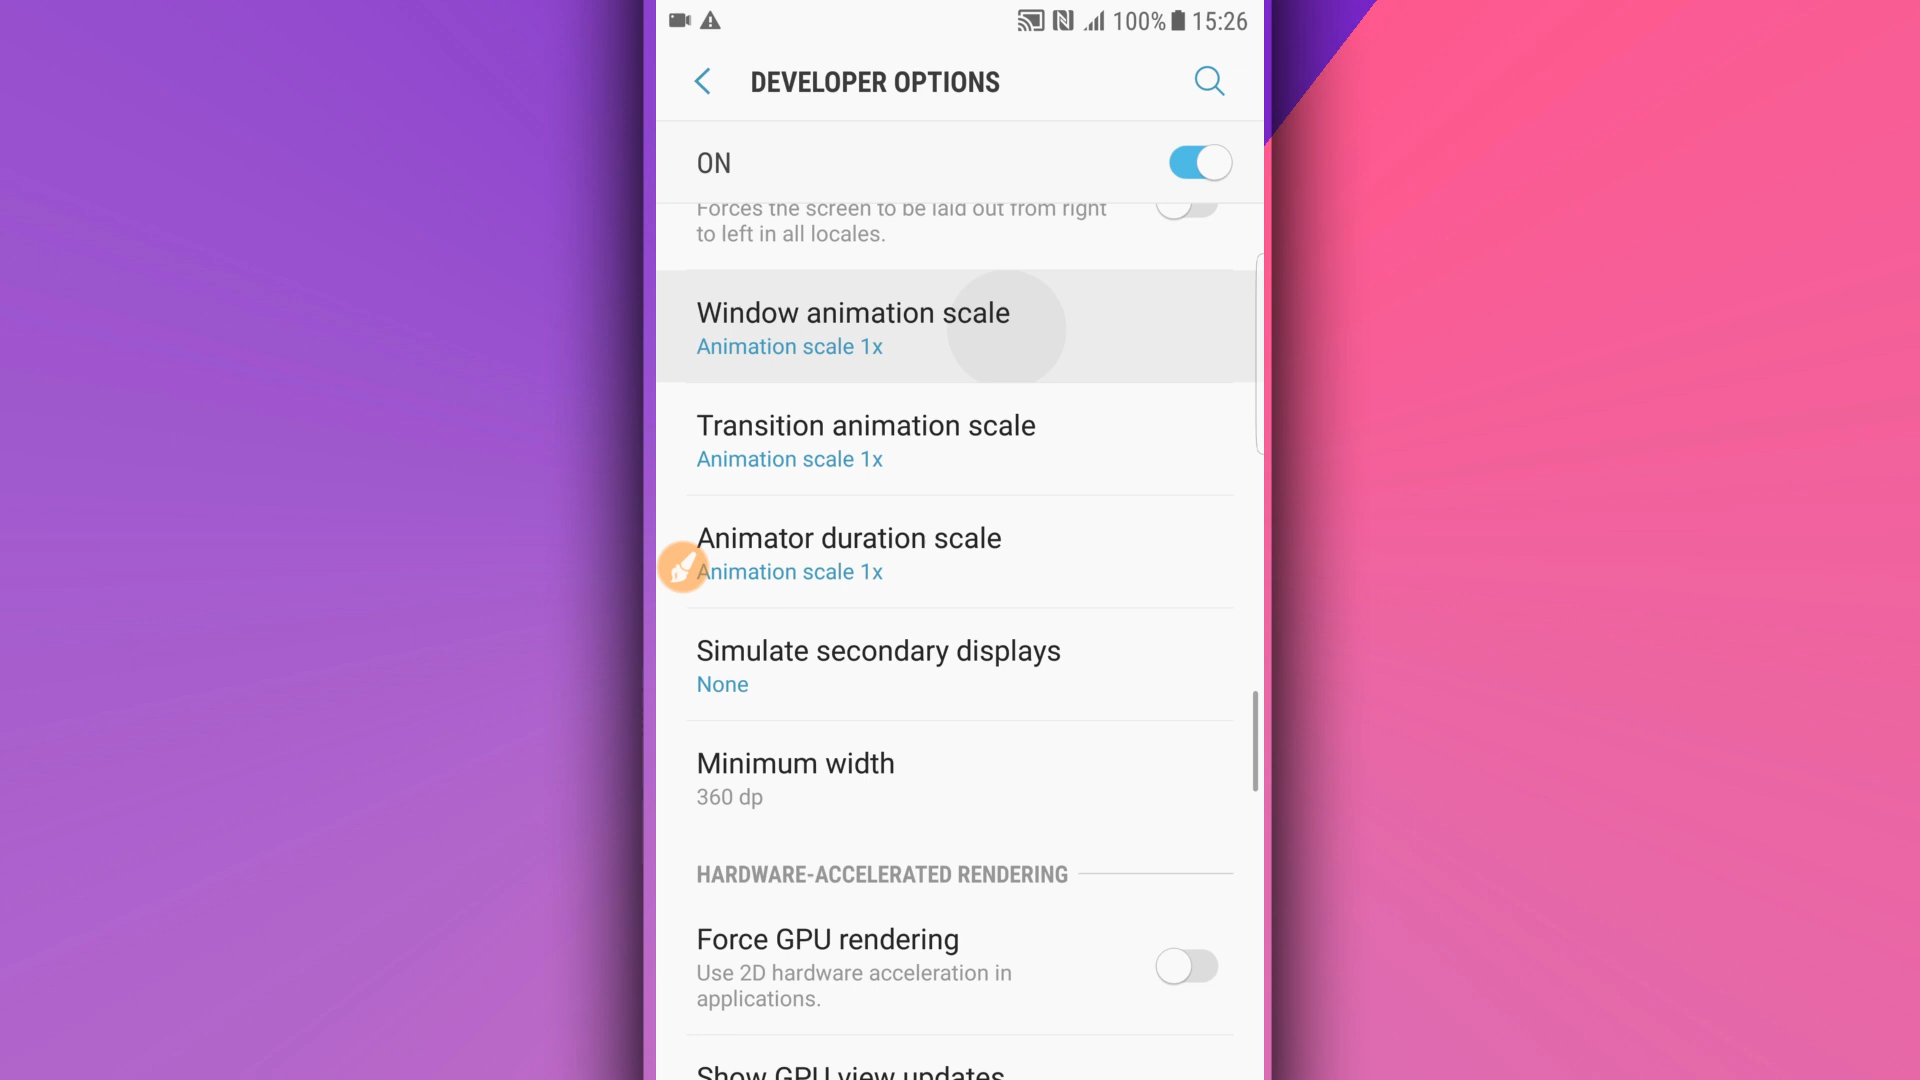 100% 15:26
DEVELOPER OPTIONS
ON
Forces the screen to be laid out from right
to left in all locales.
Window animation scale
Animation scale 1x
Transition animation scale
Animation scale 1x
Animator duration scale
Animation scale 1x
Simulate secondary displays
None
Minimum width
360 dp
HARDWARE-ACCELERATED RENDERING
Force GPU rendering
Use 2D hardware acceleration in
applications.
Show GPU view updates